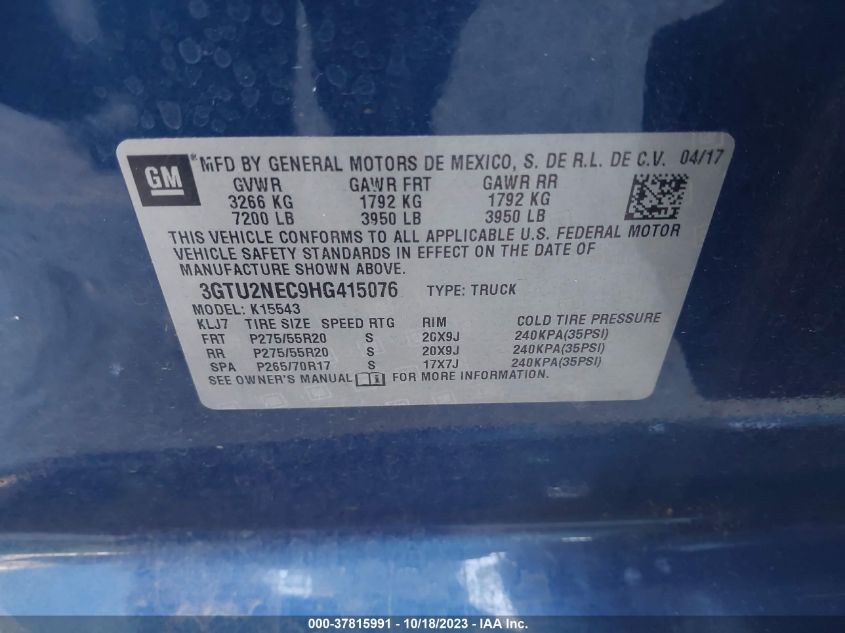 GM
MFD BY GENERAL MOTORS DE MEXICO, S. DE R.L. DE C.V. 04/17
GVWR GAWR FRT GAWR RR
3266 KG 1792 KG 1792 KG
7200 LB 3950 LB 3950 LB
THIS VEHICLE CONFORMS TO ALL APPLICABLE U.S. FEDERAL MOTOR
VEHICLE SAFETY STANDARDS IN EFFECT ON THE DATE OF
MANUFACTURE SHOWN ABOVE.
3GTU2NEC9HG415076 TYPE: TRUCK
MODEL: K15543
KLJ7 TIRE SIZE SPEED RTG RIM COLD TIRE PRESSURE
FRT P275/55R20 S 20X9J 240KPA(35PSI)
RR P275/55R20 S 20X9J 240KPA(35PSI)
SPA P265/70R17 S 17X7J 240KPA(35PSI)
SEE OWNER'S MANUAL FOR MORE INFORMATION.
000-37815991 - 10/18/2023 - www.iaai.com